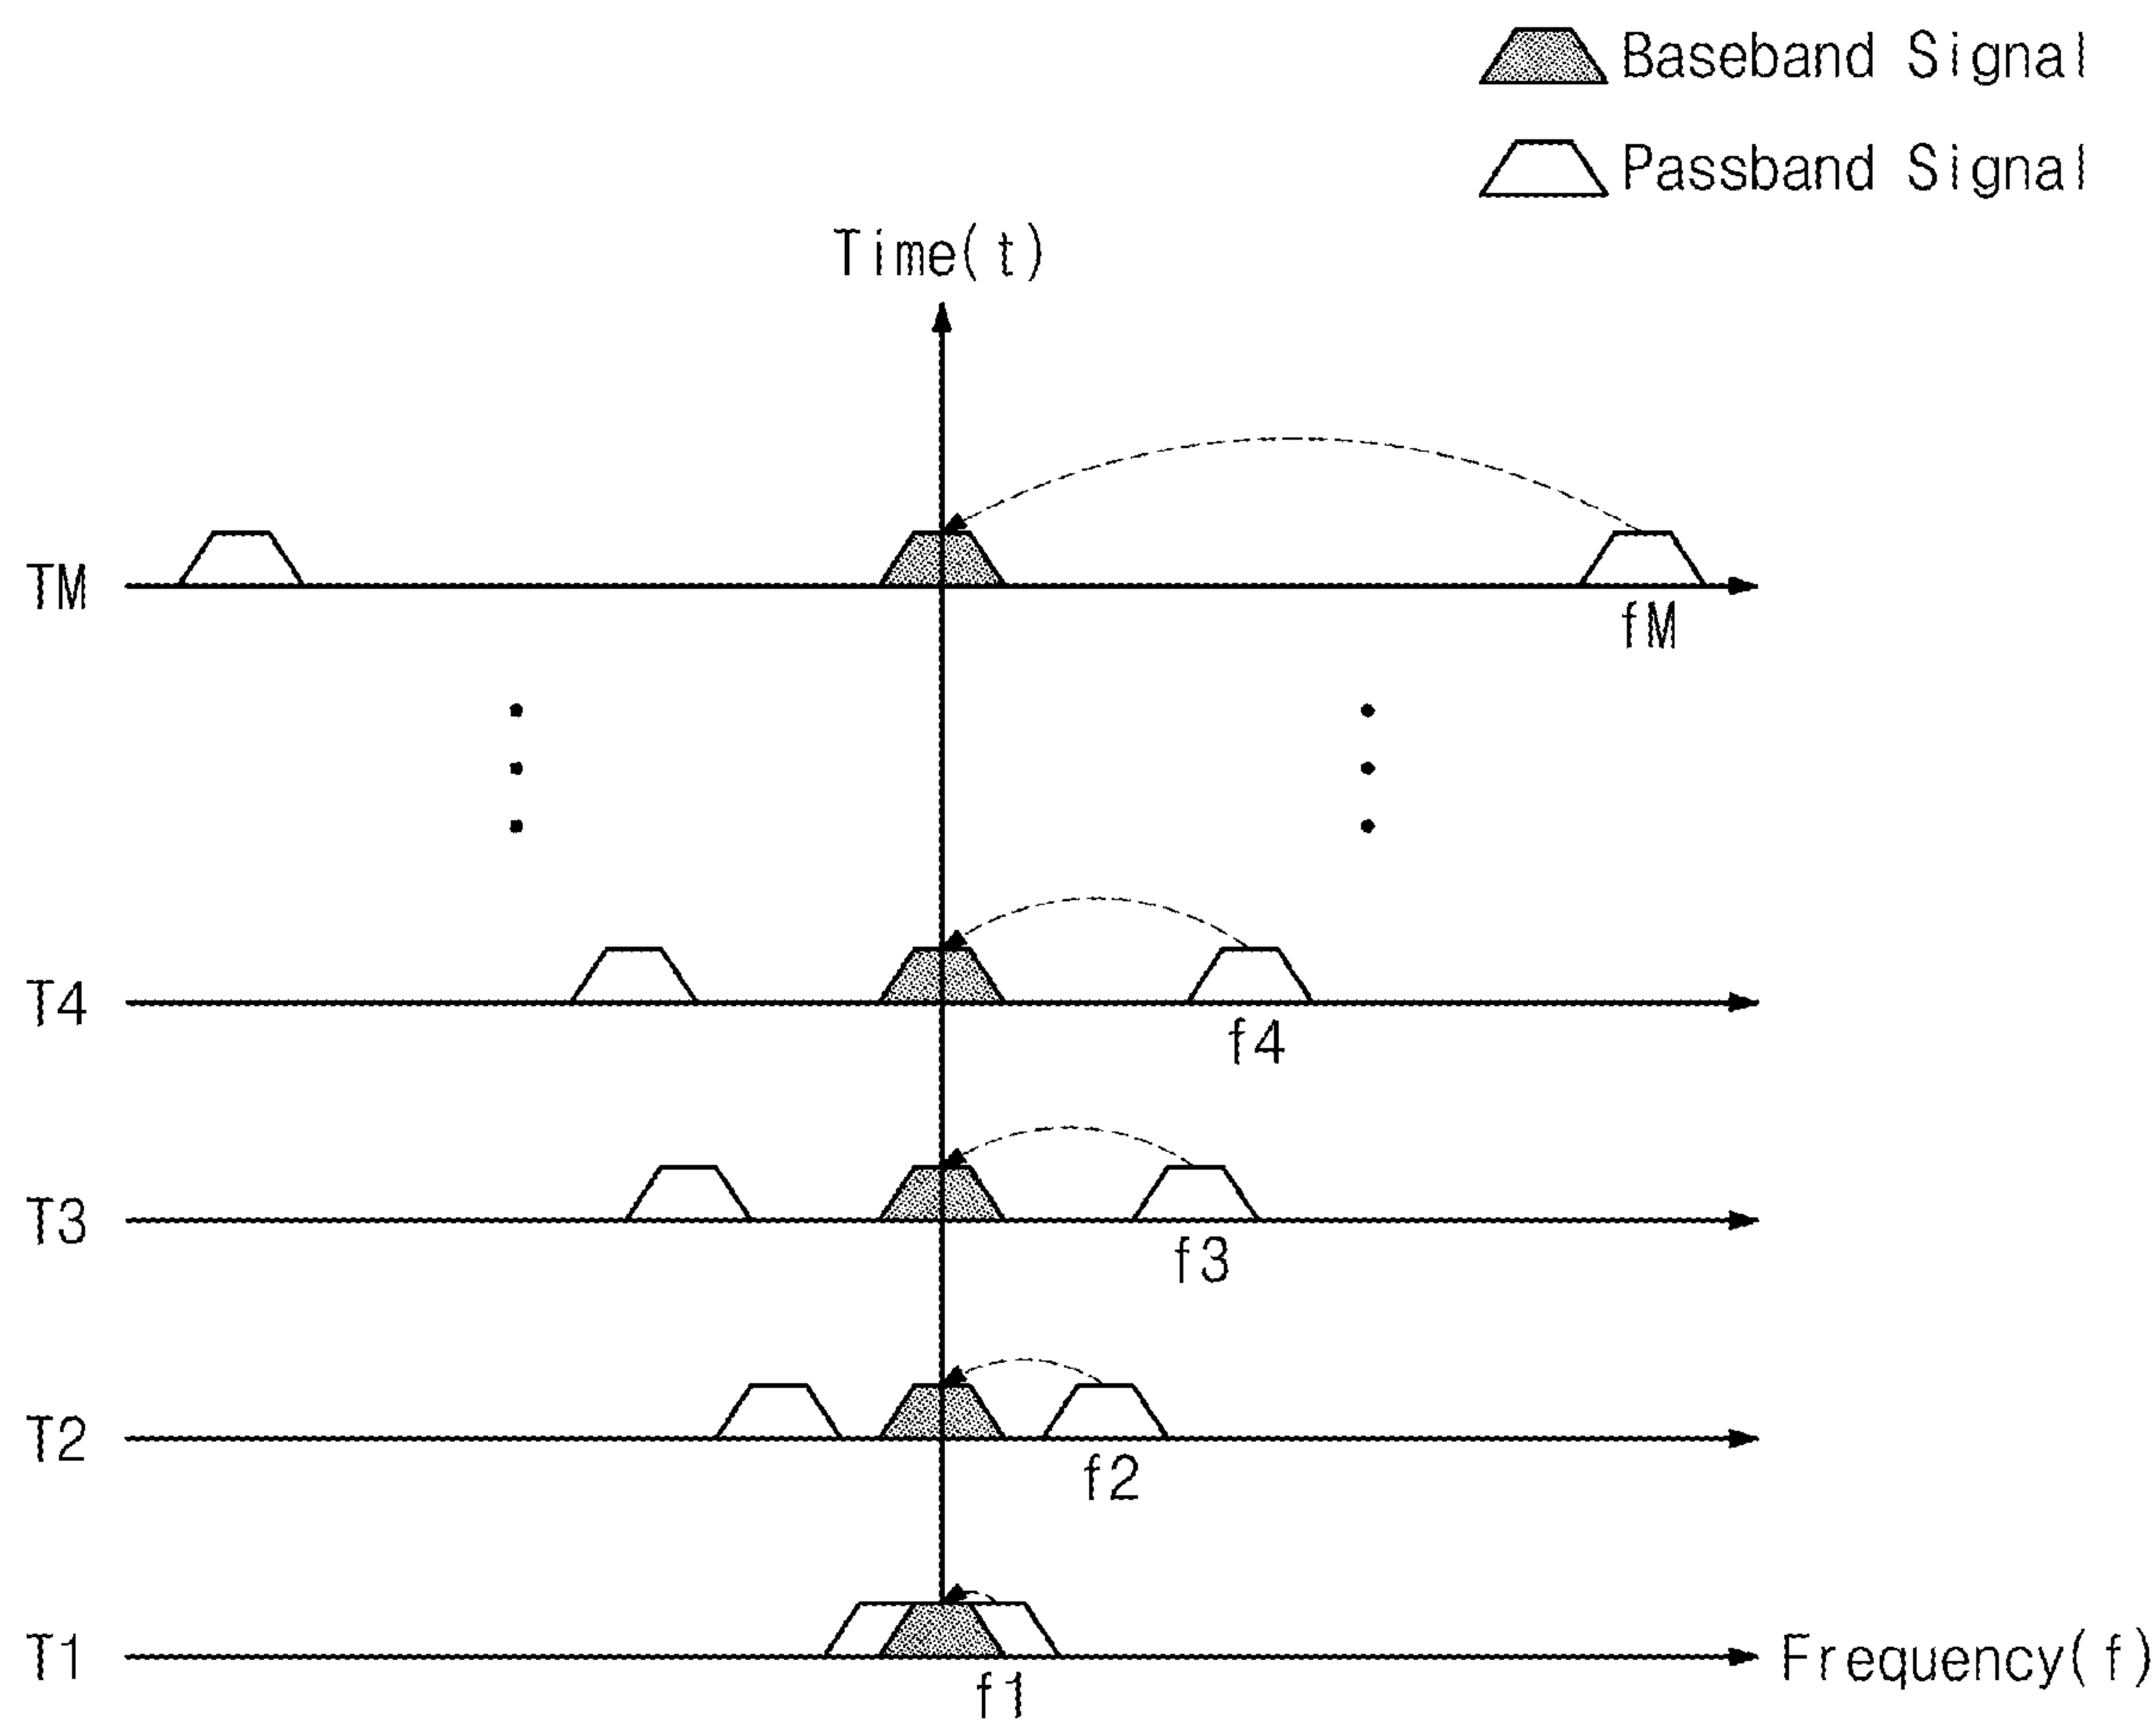 Baseband Signal
Passband Signal
Time(t)
TM
fM
T4
f4
T3
f3
T2
f2
T1
Frequency(f)
f1